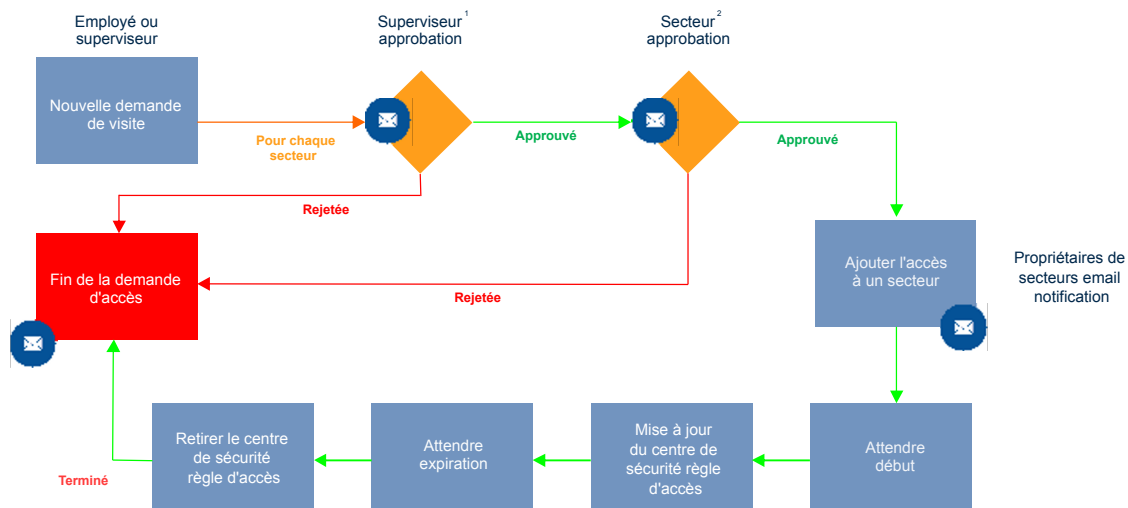 Employé ou
superviseur
Superviseur 1
approbation
Secteur 2
approbation
Nouvelle demande
de visite
Pour chaque
secteur
Approuvé
Approuvé
Rejetée
Fin de la demande
d'accès
Rejetée
Ajouter l'accès
à un secteur
Propriétaires de
secteurs email
notification
Retirer le centre
de sécurité
règle d'accès
Attendre
expiration
Mise à jour
du centre de
sécurité règle
d'accès
Attendre
début
Terminé